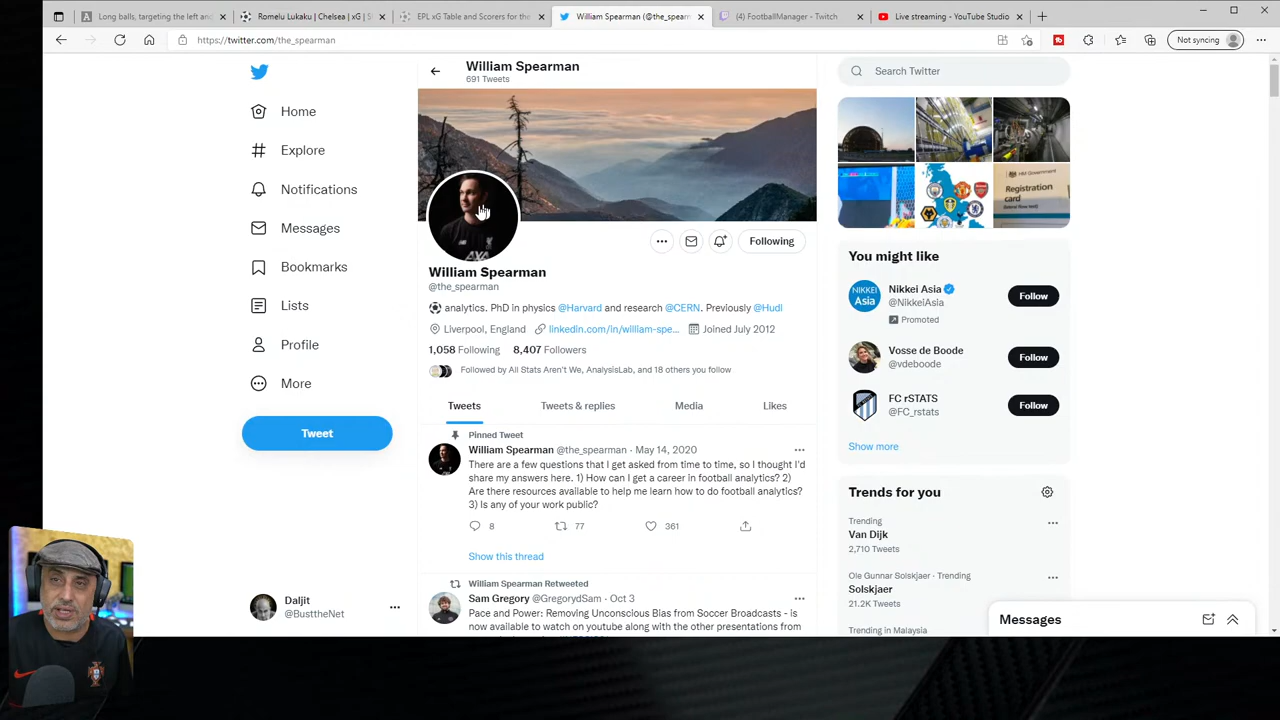 Long balls, targeting the left and
Romelu Lukaku | Chelsea | xG | S
EPL xG Table and Scorers for the
William Spearman (@the_spearm
(4) FootballManager - Twitch
Live streaming - YouTube Studio
https://twitter.com/the_spearman
Not syncing
William Spearman
691 Tweets
Search Twitter
Home
Explore
Notifications
Messages
Bookmarks
Lists
Profile
More
Tweet
Daljit
@BusttheNet
AXA
Following
William Spearman
@the_spearman
analytics. PhD in physics @Harvard and research @CERN. Previously @Hudl
Liverpool, England linkedin.com/in/william-spe... Joined July 2012
1,058 Following 8,407 Followers
Followed by All Stats Aren't We, AnalysisLab, and 18 others you follow
Tweets Tweets & replies Media Likes
Pinned Tweet
William Spearman @the_spearman · May 14, 2020
There are a few questions that I get asked from time to time, so I thought I'd
share my answers here. 1) How can I get a career in football analytics? 2)
Are there resources available to help me learn how to do football analytics?
3) Is any of your work public?
8 77 361
Show this thread
William Spearman Retweeted
Sam Gregory @GregorydSam · Oct 3
Pace and Power: Removing Unconscious Bias from Soccer Broadcasts - is
now available to watch on youtube along with the other presentations from
HM Government
Registration
card
You might like
Nikkei Asia
@NikkeiAsia
Promoted
Follow
NIKKEI
Asia
Vosse de Boode
@vdeboode
Follow
FC rSTATS
@FC_rstats
Follow
Show more
Trends for you
Trending
Van Dijk
2,710 Tweets
Ole Gunnar Solskjaer · Trending
Solskjaer
21.2K Tweets
Trending in Malaysia
Messages